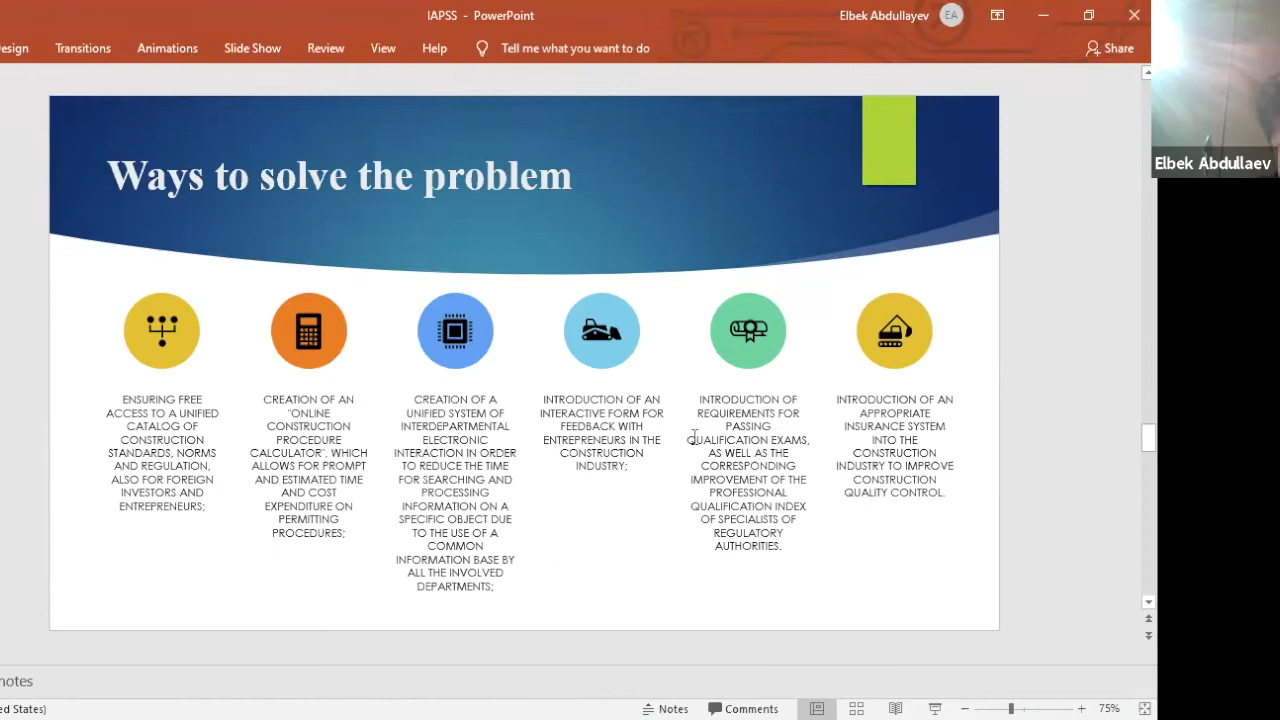 IAPSS - PowerPoint
Elbek Abdullayev
EA
esign
Transitions
Animations
Slide Show
Review
View
Help
Tell me what you want to do
Share
Elbek Abdullaev
Ways to solve the problem
ENSURING FREE
ACCESS TO A UNIFIED
CATALOG OF
CONSTRUCTION
STANDARDS, NORMS
AND REGULATION,
ALSO FOR FOREIGN
INVESTORS AND
ENTREPRENEURS;
CREATION OF AN
"ONLINE
CONSTRUCTION
PROCEDURE
CALCULATOR", WHICH
ALLOWS FOR PROMPT
AND ESTIMATED TIME
AND COST
EXPENDITURE ON
PERMITTING
PROCEDURES;
CREATION OF A
UNIFIED SYSTEM OF
INTERDEPARTMENTAL
ELECTRONIC
INTERACTION IN ORDER
TO REDUCE THE TIME
FOR SEARCHING AND
PROCESSING
INFORMATION ON A
SPECIFIC OBJECT DUE
TO THE USE OF A
COMMON
INFORMATION BASE BY
ALL THE INVOLVED
DEPARTMENTS;
INTRODUCTION OF AN
INTERACTIVE FORM FOR
FEEDBACK WITH
ENTREPRENEURS IN THE
CONSTRUCTION
INDUSTRY;
INTRODUCTION OF
REQUIREMENTS FOR
PASSING
QUALIFICATION EXAMS,
AS WELL AS THE
CORRESPONDING
IMPROVEMENT OF THE
PROFESSIONAL
QUALIFICATION INDEX
OF SPECIALISTS OF
REGULATORY
AUTHORITIES.
INTRODUCTION OF AN
APPROPRIATE
INSURANCE SYSTEM
INTO THE
CONSTRUCTION
INDUSTRY TO IMPROVE
CONSTRUCTION
QUALITY CONTROL.
notes
ed States)
Notes
Comments
75%